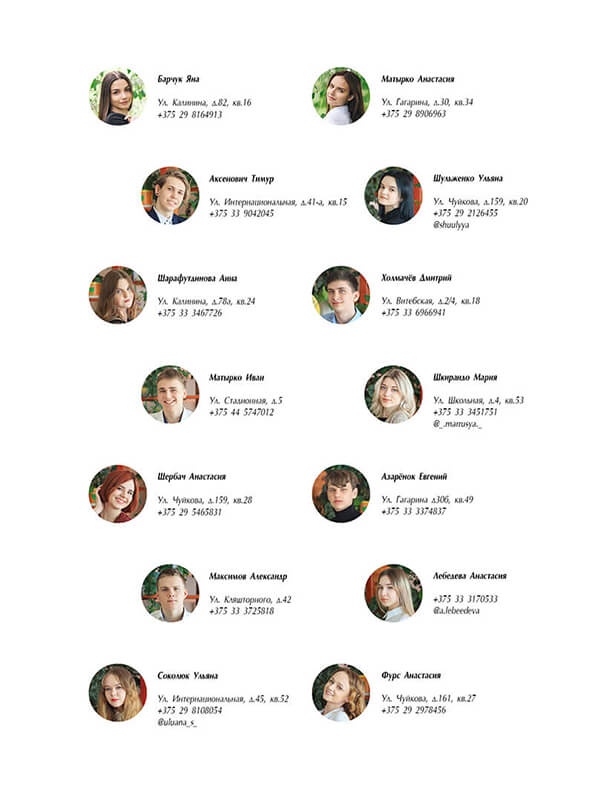 Барчук Яна
Ул. Калинина, д.82, кв.16
+375 29 8164913
Матырко Анастасия
Ул. Гагарина, д.30, кв.34
+375 29 8906963
Аксенович Тимур
Ул. Интернациональная, д.41-а, кв.15
+375 33 9042045
Шульженко Ульяна
Ул. Чуйкова, д.159, кв.20
+375 29 2126455
@shuulyya
Шарафутдинова Анна
Ул. Калинина, д.78а, кв.24
+375 33 3467726
Холмачёв Дмитрий
Ул. Витебская, д.2/4, кв.18
+375 33 6966941
Матырко Иван
Ул. Стадионная, д.5
+375 44 5747012
Шкирандо Мария
Ул. Школьная, д.4, кв.53
+375 33 3451751
@_.marrusya._
Щербач Анастасия
Ул. Чуйкова, д.159, кв.28
+375 29 5465831
Азарёнок Евгений
Ул. Гагарина д30б, кв.49
+375 33 3374837
Максимов Александр
Ул. Кляшторного, д.42
+375 33 3725818
Лебедева Анастасия
+375 33 3170533
@a.lebeedeva
Соколюк Ульяна
Ул. Интернациональная, д.45, кв.52
+375 29 8108054
@uluana_s_
Фурс Анастасия
Ул. Чуйкова, д.161, кв.27
+375 29 2978456